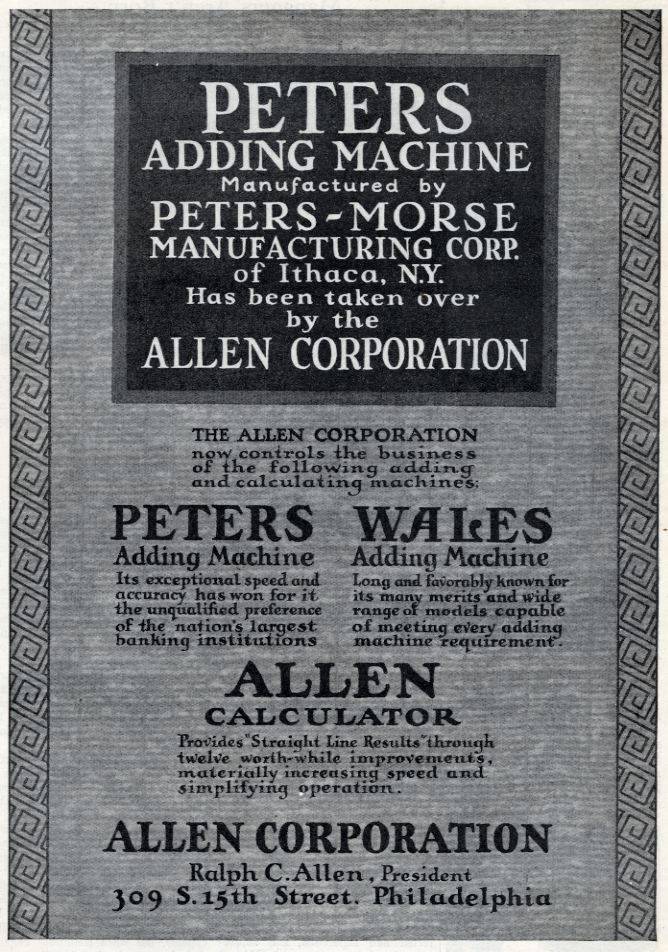 PETERS
ADDING MACHINE
Manufactured by
PETERS-MORSE
MANUFACTURING CORP.
of Ithaca, N.Y.
Has been taken over
by the
ALLEN CORPORATION
THE ALLEN CORPORATION
now controls the business
of the following adding
and calculating machines:
PETERS
Adding Machine
Its exceptional speed and
accuracy has won for it
the unqualified preference
of the nation's largest
banking institutions
WALES
Adding Machine
Long and favorably known for
its many merits and wide
range of models capable
of meeting every adding
machine requirement.
ALLEN
CALCULATOR
Provides "Straight Line Results" through
twelve worth-while improvements,
materially increasing speed and
simplifying operation.
ALLEN CORPORATION
Ralph C. Allen, President
309 S. 15th Street. Philadelphia